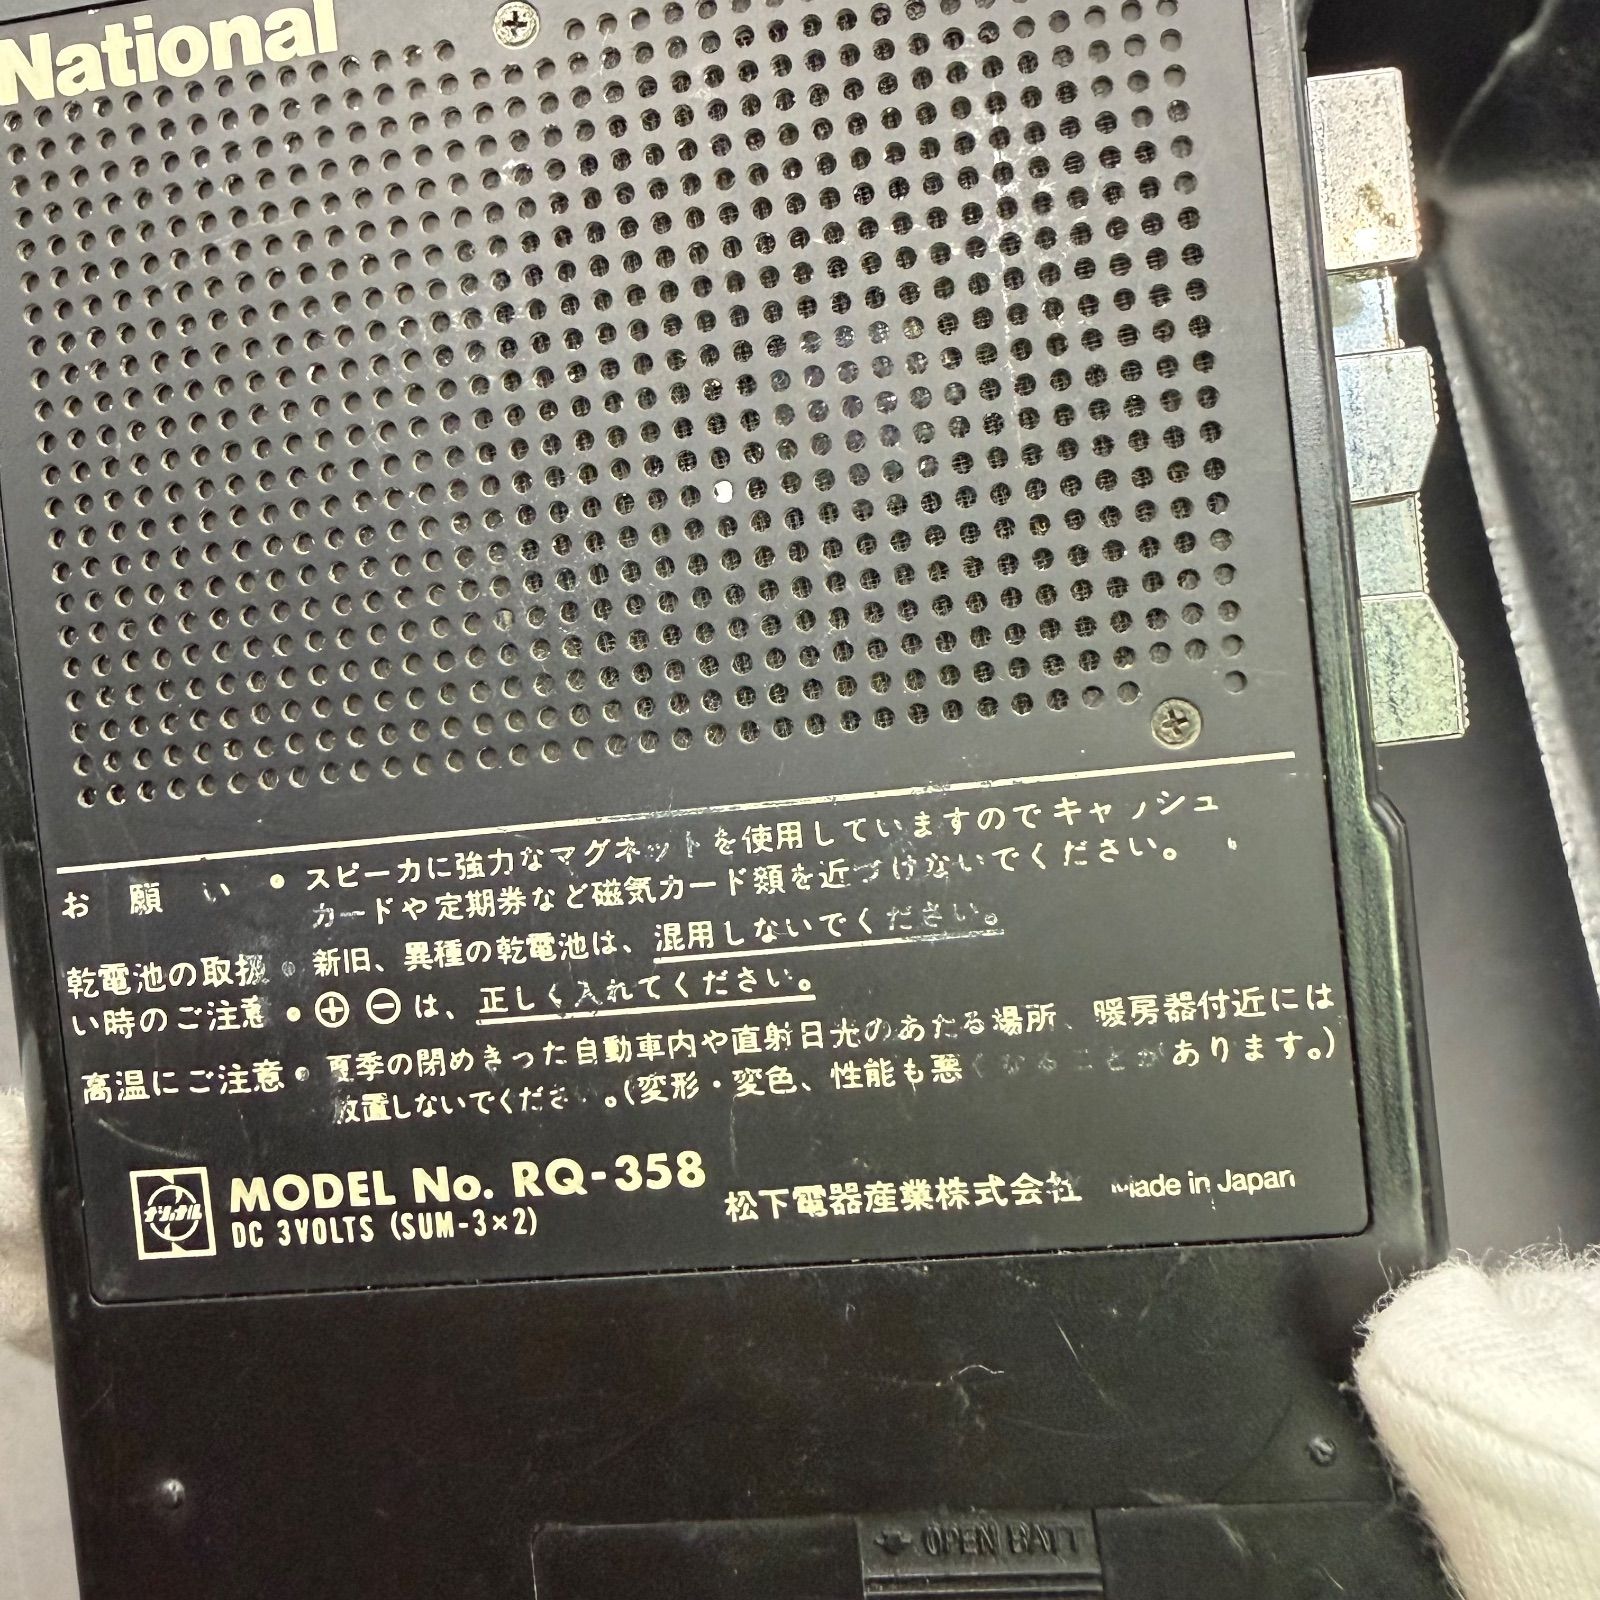 National
お願い • スピーカに強力なマグネットを使用していますのでキャッシュ
カードや定期券など磁気カード類を近づけないでください。
乾電池の取扱 • 新旧、異種の乾電池は、混用しないでください。
い時のご注意 • ⊕ ⊖ は、正しく入れてください。
高温にご注意 • 夏季の閉めきった自動車内や直射日光のあたる場所、暖房器付近には
放置しないでください。(変形・変色、性能も悪くなることがあります。)
ナショナル
MODEL No. RQ-358
DC 3VOLTS (SUM-3×2)
松下電器産業株式会社 Made in Japan
OPEN BATT